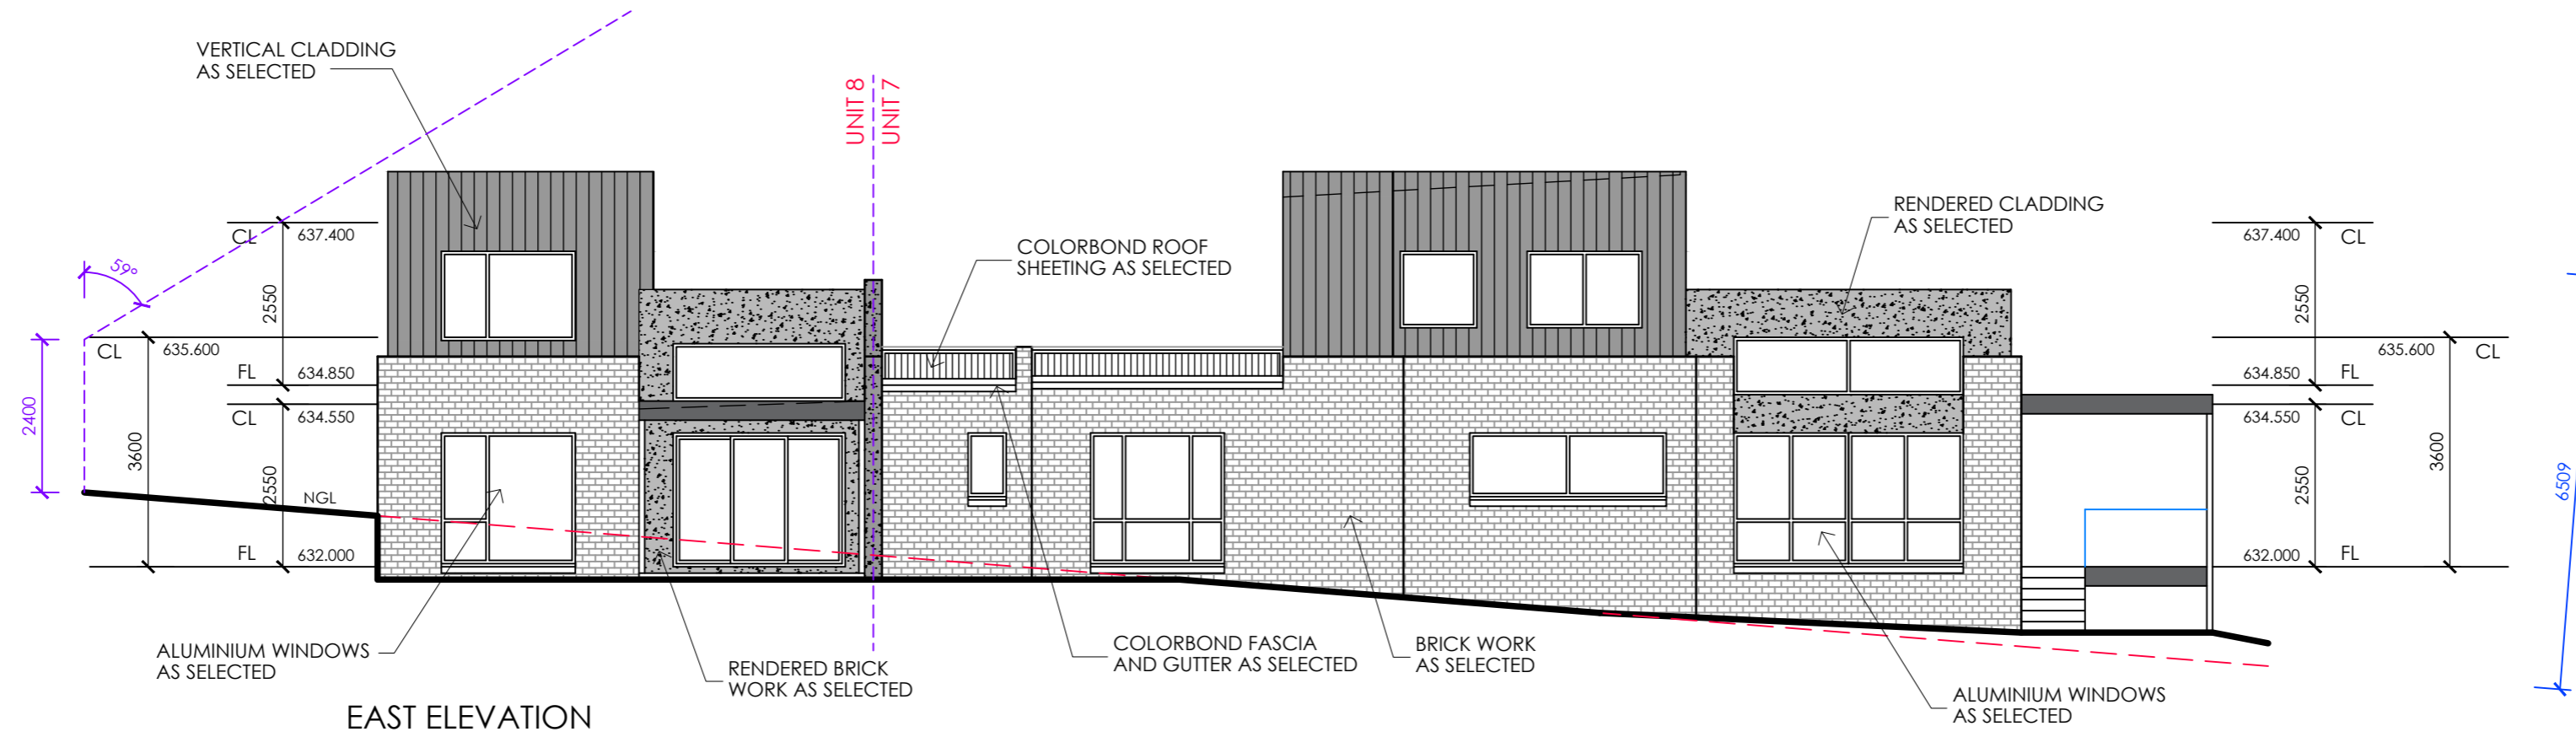 VERTICAL CLADDING
AS SELECTED
UNIT 8
UNIT 7
RENDERED CLADDING
AS SELECTED
COLORBOND ROOF
SHEETING AS SELECTED
CL
637.400
2550
59°
CL
635.600
FL
634.850
CL
634.550
2400
3600
2550
NGL
FL
632.000
637.400
CL
2550
635.600
CL
634.850
FL
634.550
CL
2550
3600
632.000
FL
6509
ALUMINIUM WINDOWS
AS SELECTED
RENDERED BRICK
WORK AS SELECTED
COLORBOND FASCIA
AND GUTTER AS SELECTED
BRICK WORK
AS SELECTED
ALUMINIUM WINDOWS
AS SELECTED
EAST ELEVATION